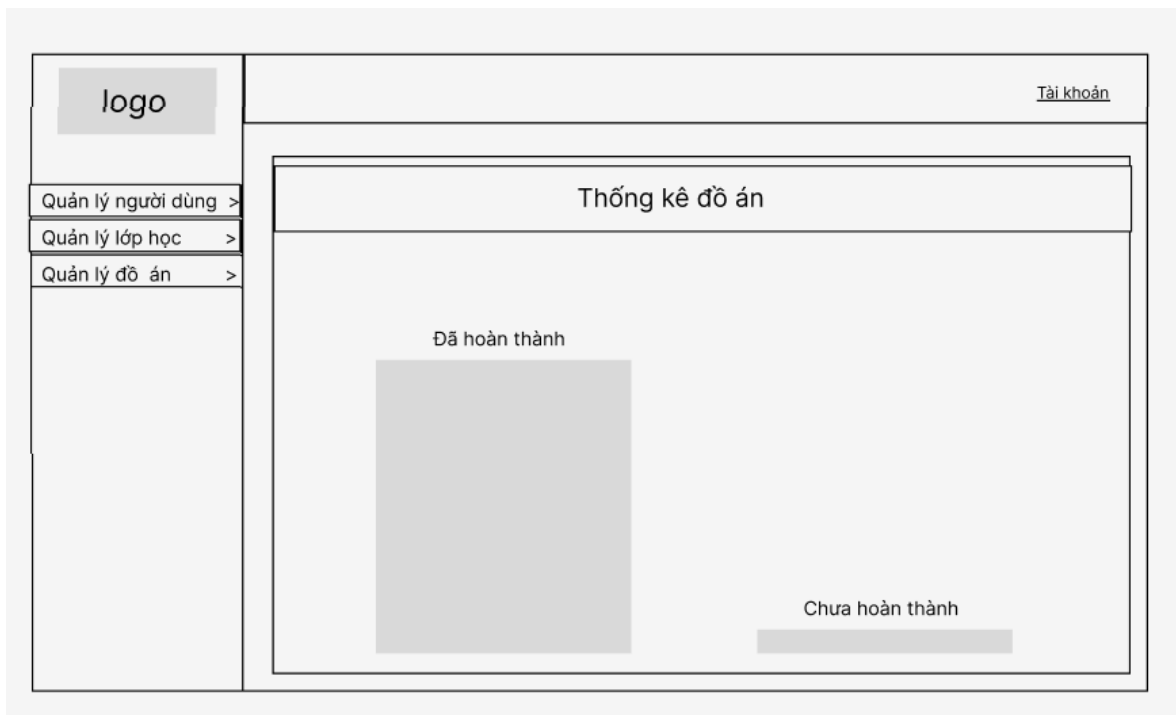 logo
Tài khoản
Quản lý người dùng >
Quản lý lớp học >
Quản lý đồ án >
Thống kê đồ án
Đã hoàn thành
Chưa hoàn thành